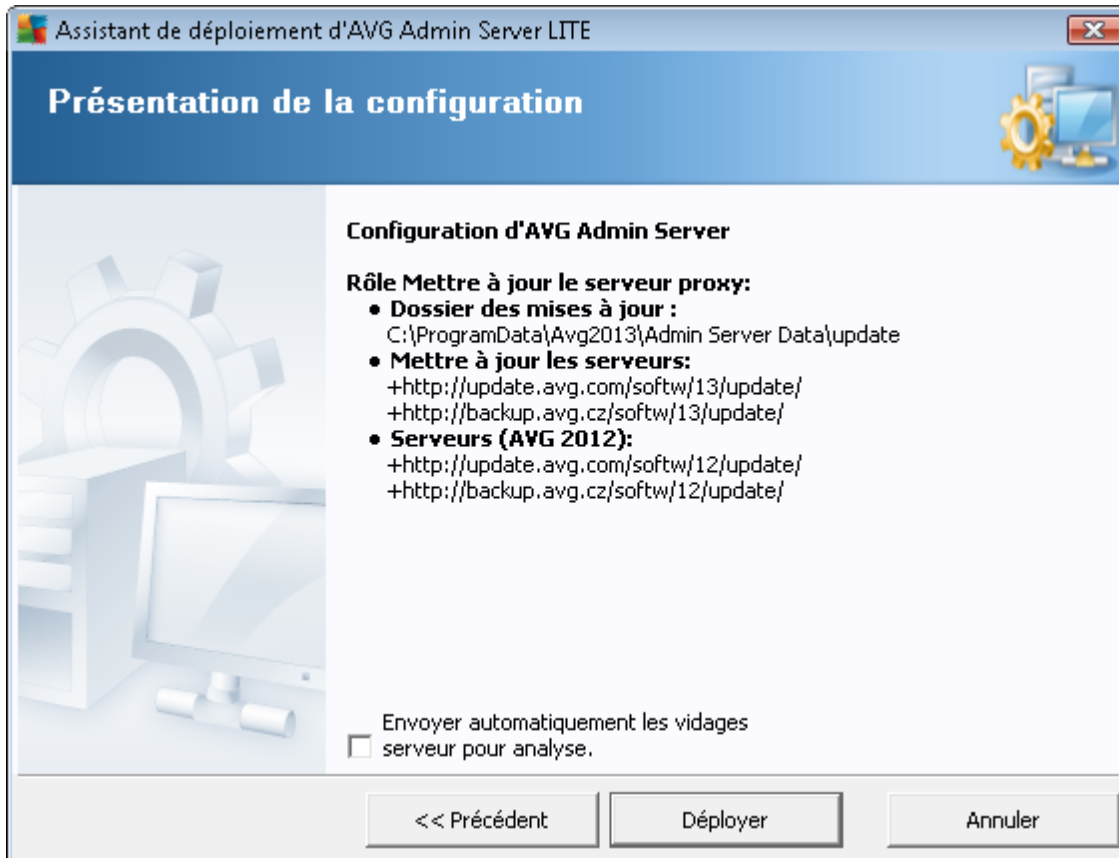 Assistant de déploiement d'AVG Admin Server LITE
Présentation de la configuration
Configuration d'AVG Admin Server
Rôle Mettre à jour le serveur proxy:
● Dossier des mises à jour :
C:\ProgramData\Avg2013\Admin Server Data\update
● Mettre à jour les serveurs:
+http://update.avg.com/softw/13/update/
+http://backup.avg.cz/softw/13/update/
● Serveurs (AVG 2012):
+http://update.avg.com/softw/12/update/
+http://backup.avg.cz/softw/12/update/
Envoyer automatiquement les vidages
serveur pour analyse.
<< Précédent
Déployer
Annuler